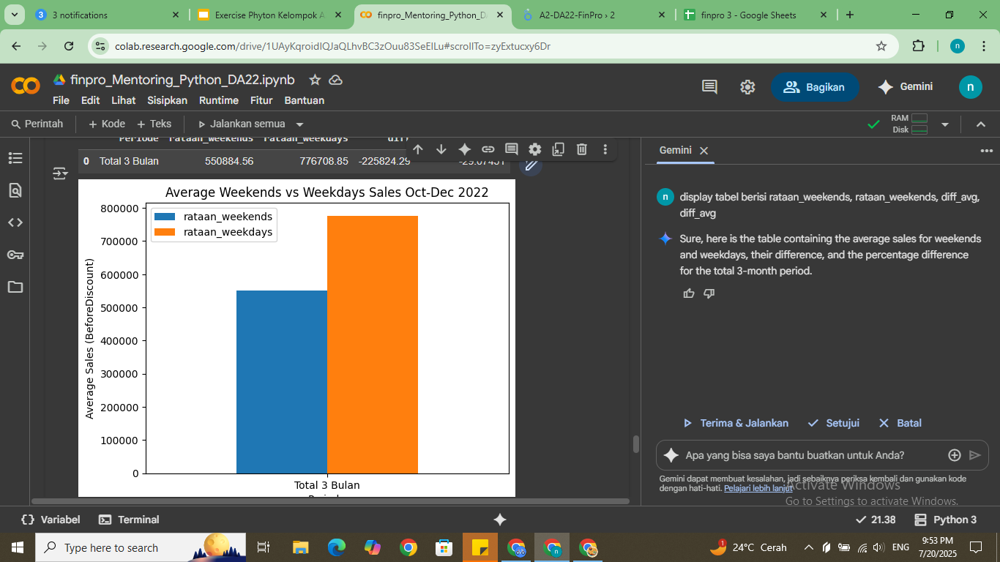 3 notifications
Exercise Phyton Kelompok A
finpro_Mentoring_Python_D
A2-DA22-FinPro › 2
finpro 3 - Google Sheets
colab.research.google.com/drive/1UAyKqroidIQJaQLhvBC3zOuu83SeEILu#scrollTo=zyExtucxy6Dr
n
finpro_Mentoring_Python_DA22.ipynb
File Edit Lihat Sisipkan Runtime Fitur Bantuan
Bagikan
Gemini
n
Perintah
+ Kode
+ Teks
Jalankan semua
RAM
Disk
Periode rataan_weekends rataan_weekdays
0 Total 3 Bulan 550884.56 776708.85 -225824.29 -29.07451
Average Weekends vs Weekdays Sales Oct-Dec 2022
rataan_weekends
rataan_weekdays
Average Sales (BeforeDiscount)
800000
700000
600000
500000
400000
300000
200000
100000
0
Total 3 Bulan
Gemini
n
display tabel berisi rataan_weekends, rataan_weekends, diff_avg,
diff_avg
Sure, here is the table containing the average sales for weekends
and weekdays, their difference, and the percentage difference
for the total 3-month period.
Terima & Jalankan
Setujui
Batal
Apa yang bisa saya bantu buatkan untuk Anda?
Gemini dapat membuat kesalahan, jadi sebaiknya periksa kembali dan gunakan kode
dengan hati-hati. Pelajari lebih lanjut
Activate Windows
Go to Settings to activate Windows.
Variabel
Terminal
21.38
Python 3
Type here to search
1
24°C Cerah
ENG
9:53 PM
7/20/2025